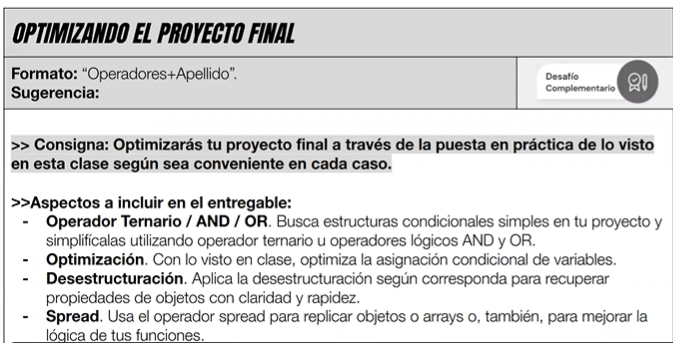 OPTIMIZANDO EL PROYECTO FINAL
Formato: “Operadores+Apellido”.
Sugerencia:
Desafío
Complementario
>> Consigna: Optimizarás tu proyecto final a través de la puesta en práctica de lo visto
en esta clase según sea conveniente en cada caso.
>>Aspectos a incluir en el entregable:
- Operador Ternario / AND / OR. Busca estructuras condicionales simples en tu proyecto y
simplifícalas utilizando operador ternario u operadores lógicos AND y OR.
- Optimización. Con lo visto en clase, optimiza la asignación condicional de variables.
- Desestructuración. Aplica la desestructuración según corresponda para recuperar
propiedades de objetos con claridad y rapidez.
- Spread. Usa el operador spread para replicar objetos o arrays o, también, para mejorar la
lógica de tus funciones.